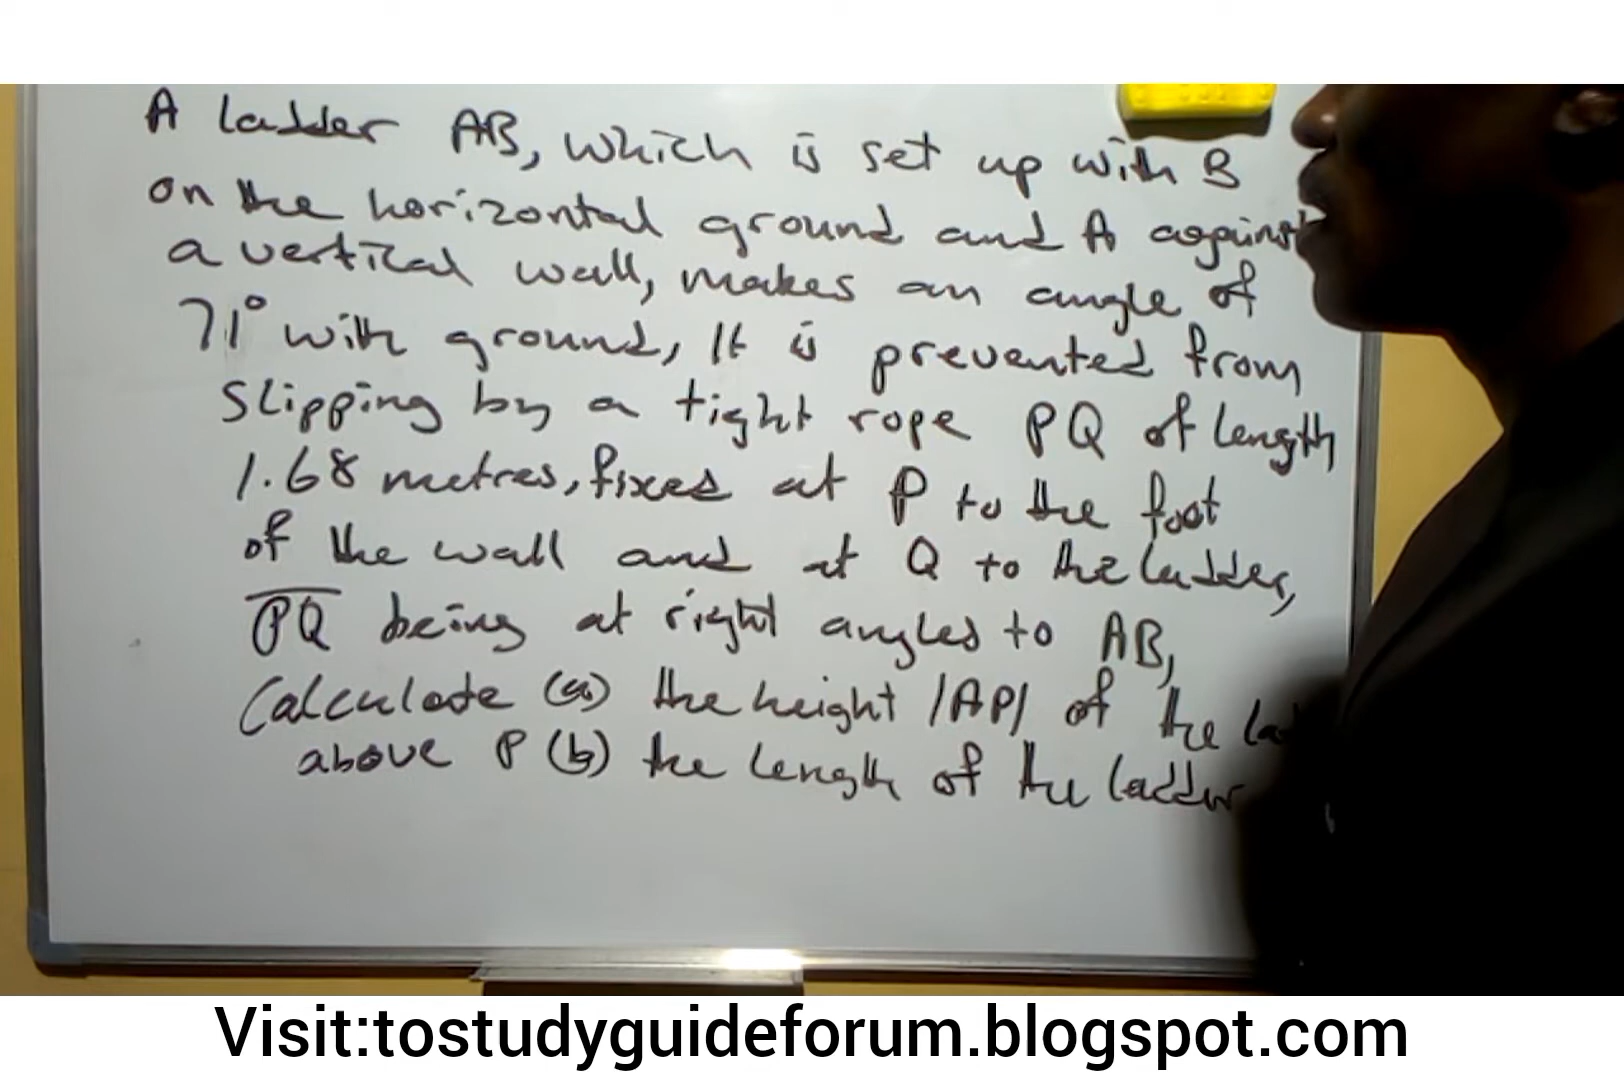 A ladder AB, which is set up with B
on the horizontal ground and A against
a vertical wall, makes an angle of
71° with ground, It is prevented from
slipping by a tight rope PQ of length
1.68 metres, fixed at P to the foot
of the wall and at Q to the ladder,
PQ being at right angles to AB,
Calculate (a) the height |AP| of the
above P (b) the length of the ladder
Visit:tostudyguideforum.blogspot.com